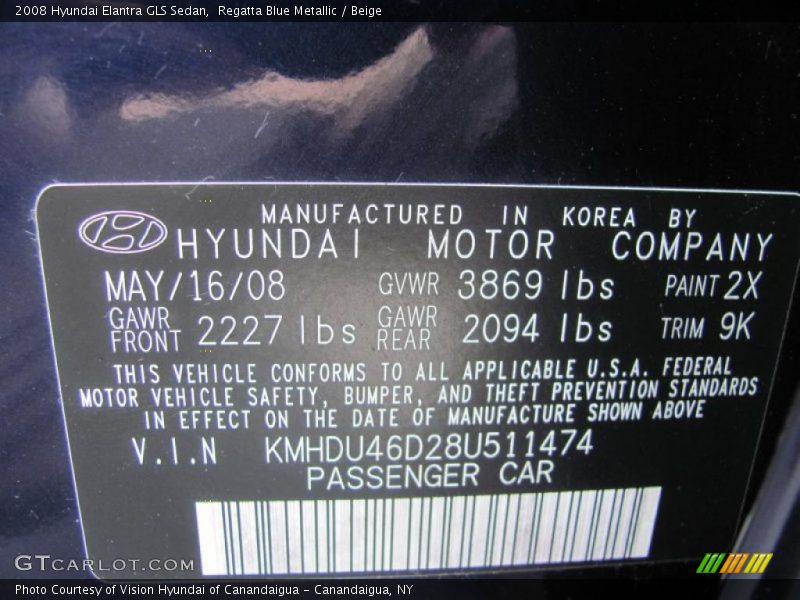 2008 Hyundai Elantra GLS Sedan,  Regatta Blue Metallic / Beige
MANUFACTURED IN KOREA BY
HYUNDAI MOTOR COMPANY
MAY/16/08 GVWR 3869 lbs PAINT 2X
GAWR FRONT 2227 lbs GAWR REAR 2094 lbs TRIM 9K
THIS VEHICLE CONFORMS TO ALL APPLICABLE U.S.A. FEDERAL
MOTOR VEHICLE SAFETY, BUMPER, AND THEFT PREVENTION STANDARDS
IN EFFECT ON THE DATE OF MANUFACTURE SHOWN ABOVE
V.I.N KMHDU46D28U511474
PASSENGER CAR
GTCARLOT.COM
Photo Courtesy of Vision Hyundai of Canandaigua – Canandaigua, NY